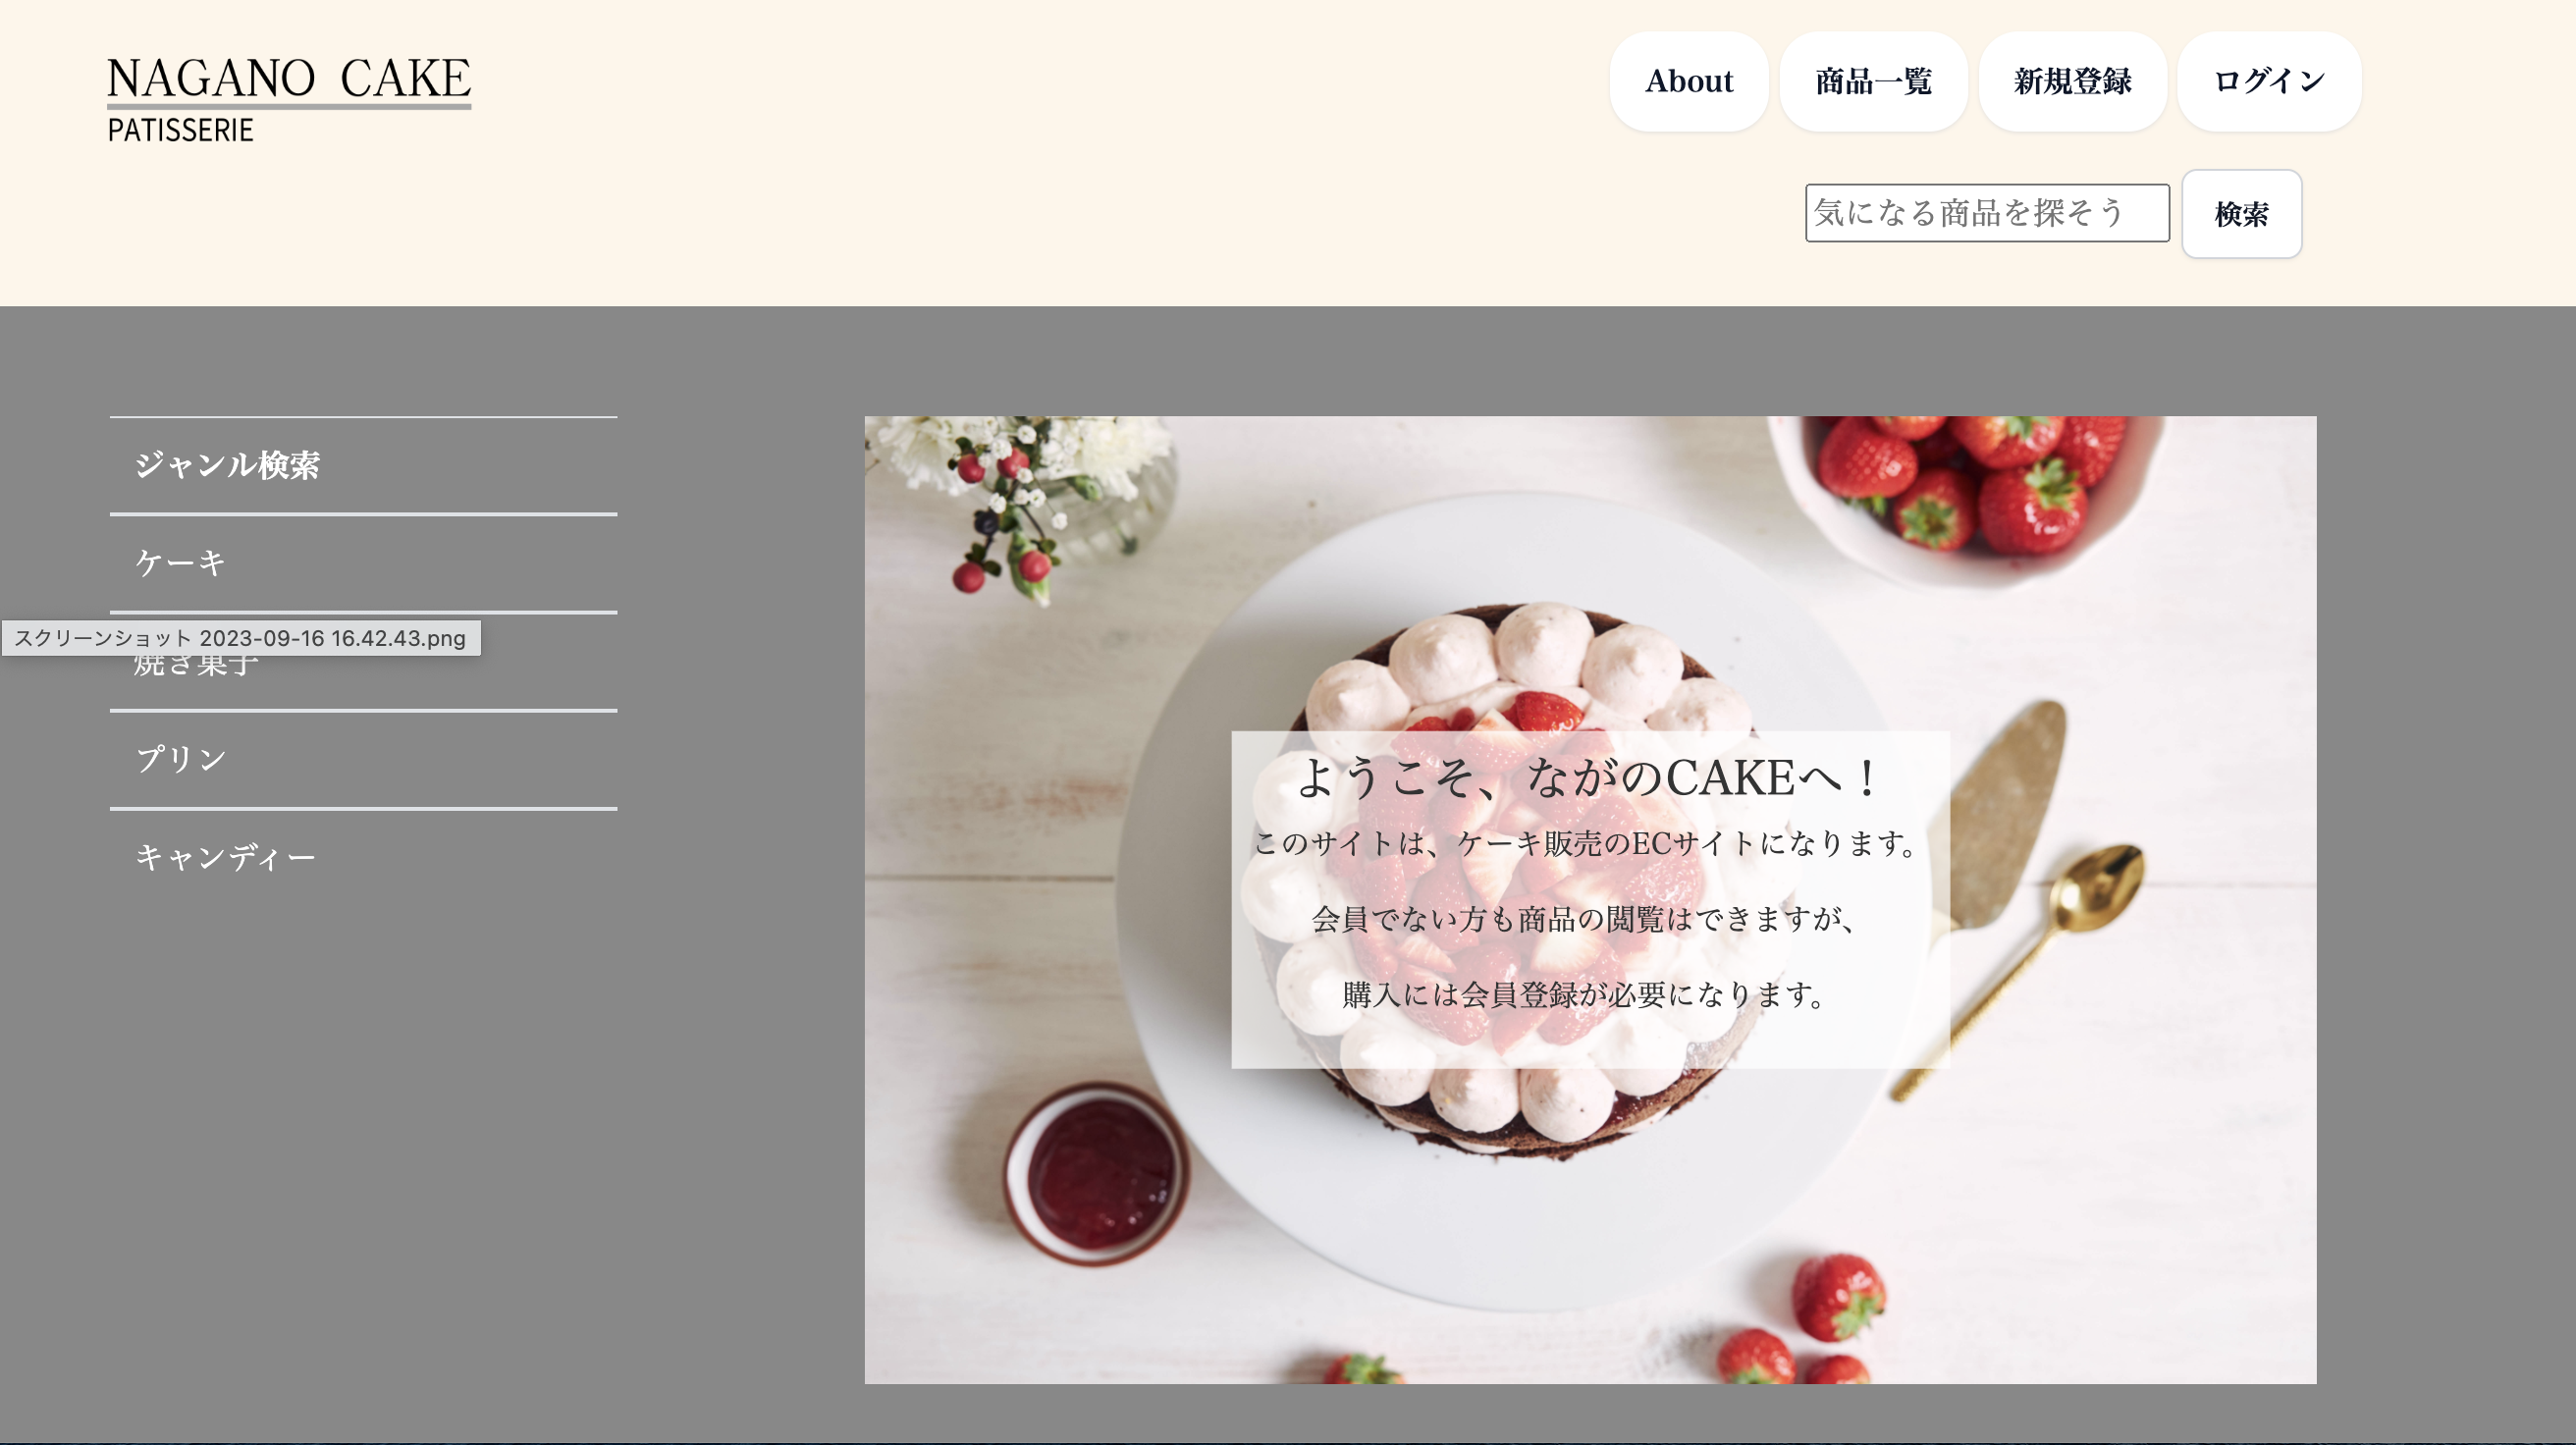 NAGANO CAKE
PATISSERIE
About 商品一覧 新規登録 ログイン
気になる商品を探そう 検索
ジャンル検索
ケーキ
スクリーンショット 2023-09-16 16.42.43.png
焼き菓子
プリン
キャンディー
ようこそ、ながのCAKEへ！
このサイトは、ケーキ販売のECサイトになります。
会員でない方も商品の閲覧はできますが、
購入には会員登録が必要になります。